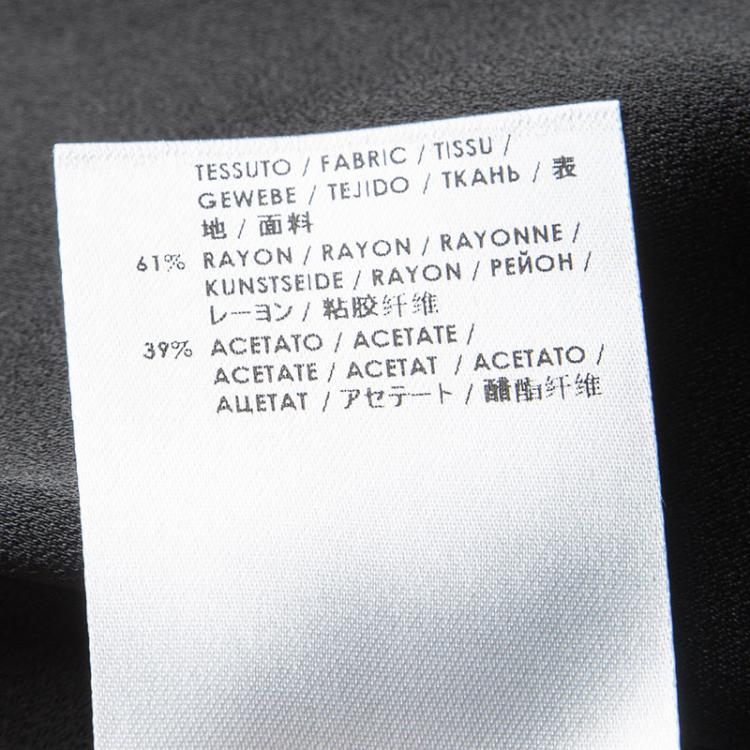 TESSUTO / FABRIC / TISSU /
GEWEBE / TEJIDO / ТКАНЬ / 表
地 / 面料
61% RAYON / RAYON / RAYONNE /
KUNSTSEIDE / RAYON / РЕЙОН /
レーヨン / 粘胶纤维
39% ACETATO / ACETATE /
ACETATE / ACETAT / ACETATO /
АЦЕТАТ / アセテート / 醋酯纤维